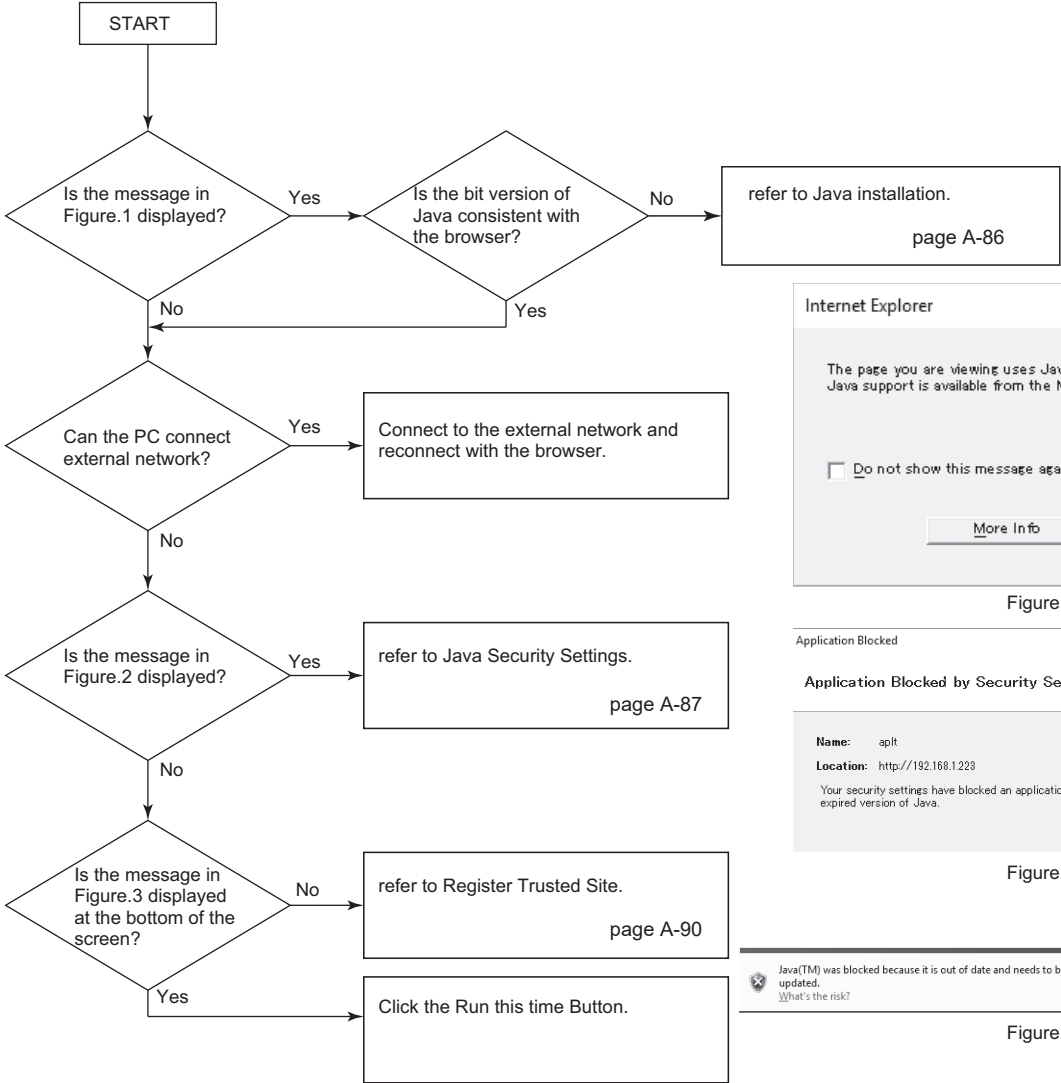 START
Is the message in
Figure.1 displayed?
Yes
Is the bit version of
Java consistent with
the browser?
No
refer to Java installation.
page A-86
No
Yes
Can the PC connect
external network?
Yes
Connect to the external network and
reconnect with the browser.
No
Is the message in
Figure.2 displayed?
Yes
refer to Java Security Settings.
page A-87
No
Is the message in
Figure.3 displayed
at the bottom of the
screen?
No
refer to Register Trusted Site.
page A-90
Yes
Click the Run this time Button.
Internet Explorer
The page you are viewing uses Jav
Java support is available from the M
Do not show this message aga
More Info
Figure
Application Blocked
Application Blocked by Security Se
Name: aplt
Location: http://192.168.1.223
Your security settings have blocked an applicatio
expired version of Java.
Figure
Java(TM) was blocked because it is out of date and needs to b
updated.
What's the risk?
Figure